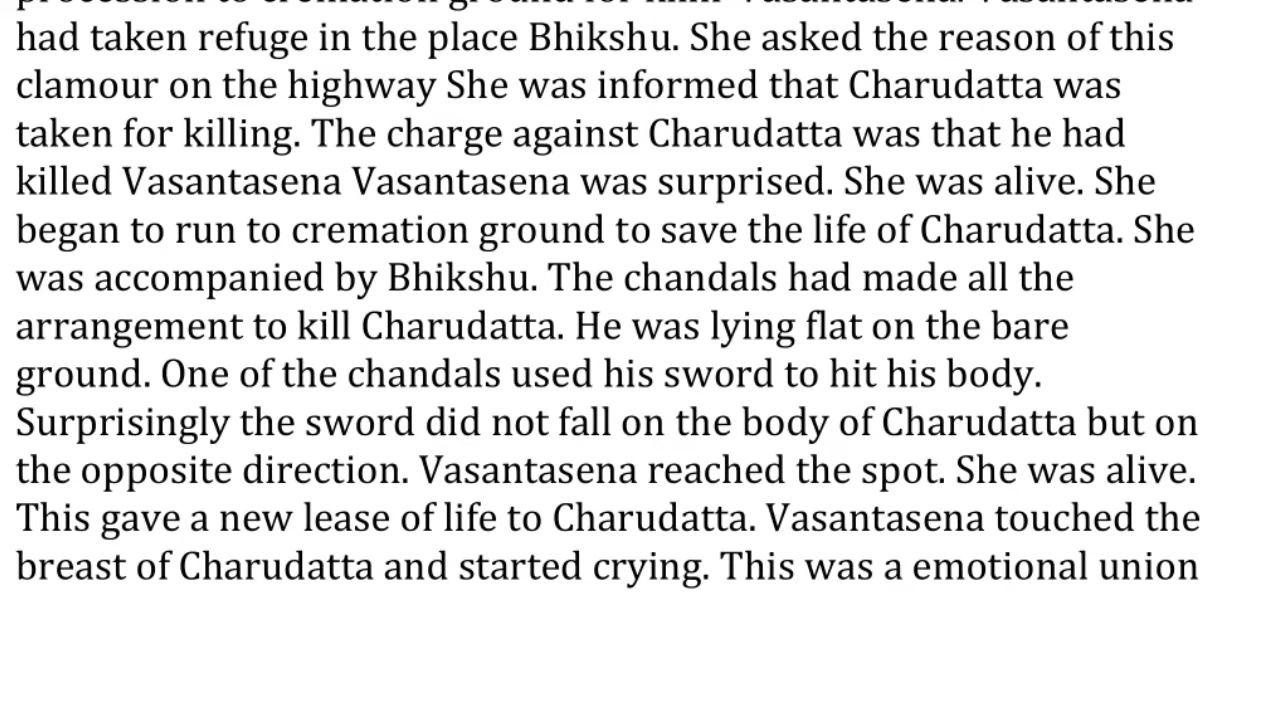 procession to cremation ground for Vasantasena. Vasantasena
had taken refuge in the place Bhikshu. She asked the reason of this
clamour on the highway She was informed that Charudatta was
taken for killing. The charge against Charudatta was that he had
killed Vasantasena Vasantasena was surprised. She was alive. She
began to run to cremation ground to save the life of Charudatta. She
was accompanied by Bhikshu. The chandals had made all the
arrangement to kill Charudatta. He was lying flat on the bare
ground. One of the chandals used his sword to hit his body.
Surprisingly the sword did not fall on the body of Charudatta but on
the opposite direction. Vasantasena reached the spot. She was alive.
This gave a new lease of life to Charudatta. Vasantasena touched the
breast of Charudatta and started crying. This was a emotional union